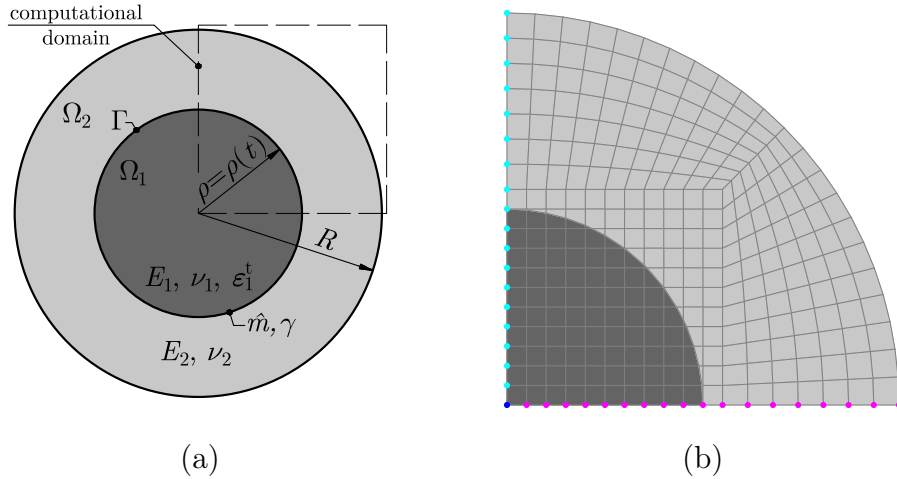 computational
domain
Ω₂
Γ
Ω₁
ρ=ρ(t)
R
E₁, ν₁, ε₁ᵗ
m̂, γ
E₂, ν₂
(a)
(b)